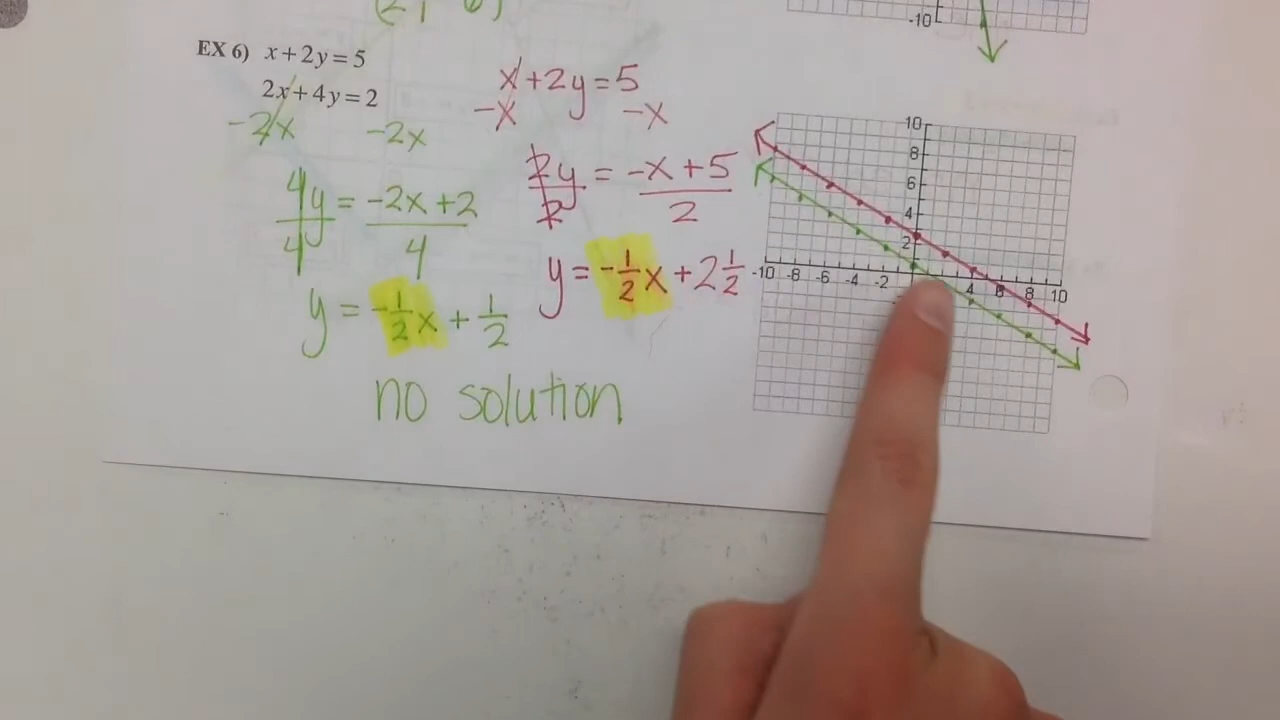 (2, 6)
-10
EX 6) x+2y=5
2x+4y=2
-2x -2x
4y = -2x+2
4 4
y = -1/2x + 1/2
x+2y=5
-x -x
2y = -x+5
2 2
y = -1/2x + 2 1/2
no solution
10
8
6
4
2
-10 -8 -6 -4 -2 4 6 8 10